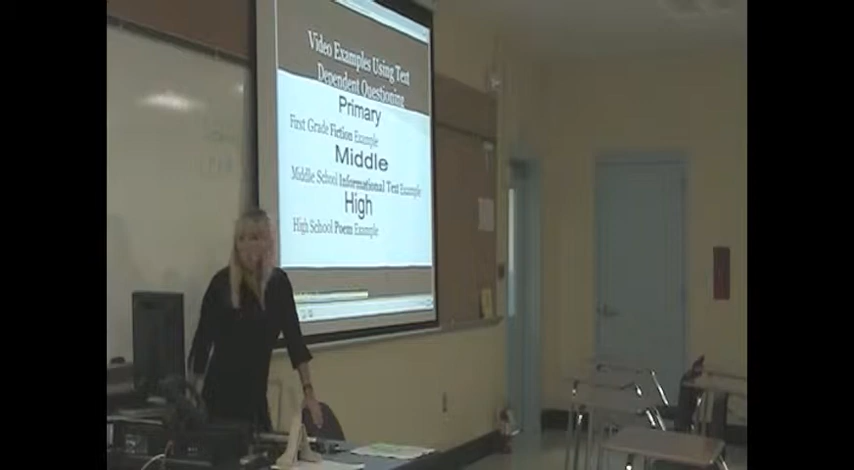 Video Examples Using Text
Dependent Questioning
Primary
First Grade Fiction Example
Middle
Middle School Informational Text Example
High
High School Poem Example